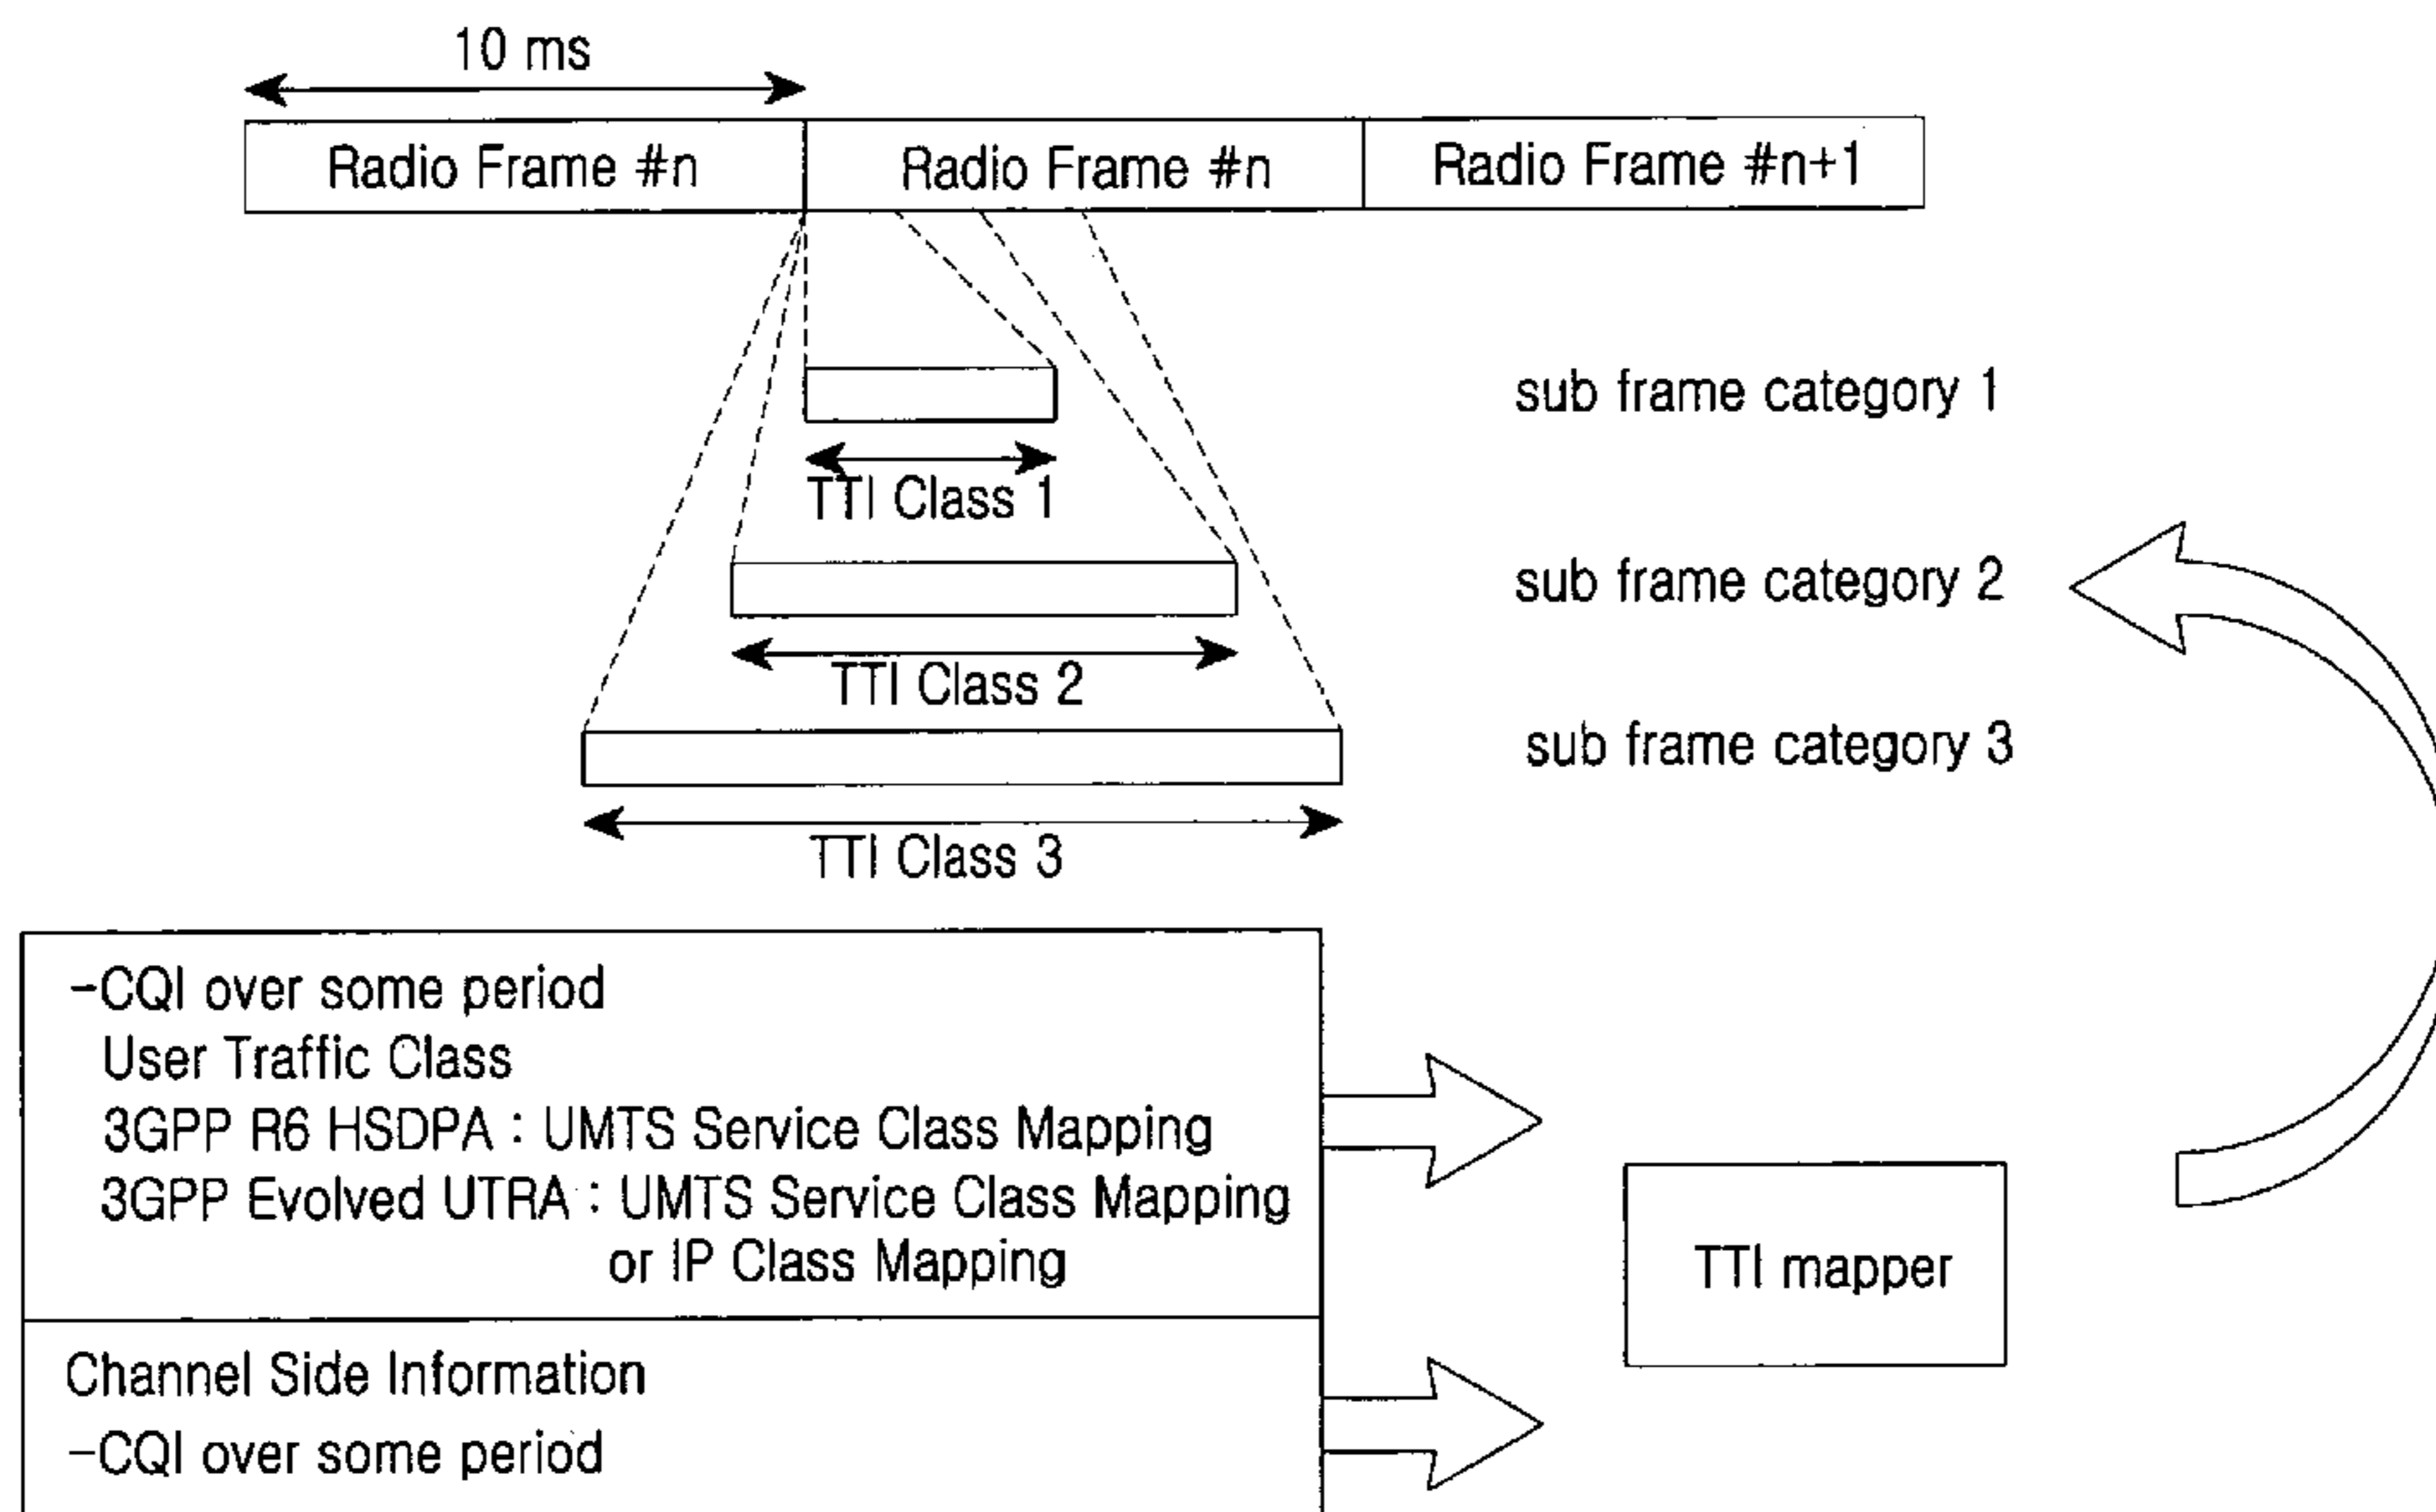 10 ms
Radio Frame #n
Radio Frame #n
Radio Frame #n+1
sub frame category 1
TTI Class 1
sub frame category 2
TTI Class 2
sub frame category 3
TTI Class 3
-CQI over some period
User Traffic Class
3GPP R6 HSDPA : UMTS Service Class Mapping
3GPP Evolved UTRA : UMTS Service Class Mapping
or IP Class Mapping
TTI mapper
Channel Side Information
-CQI over some period